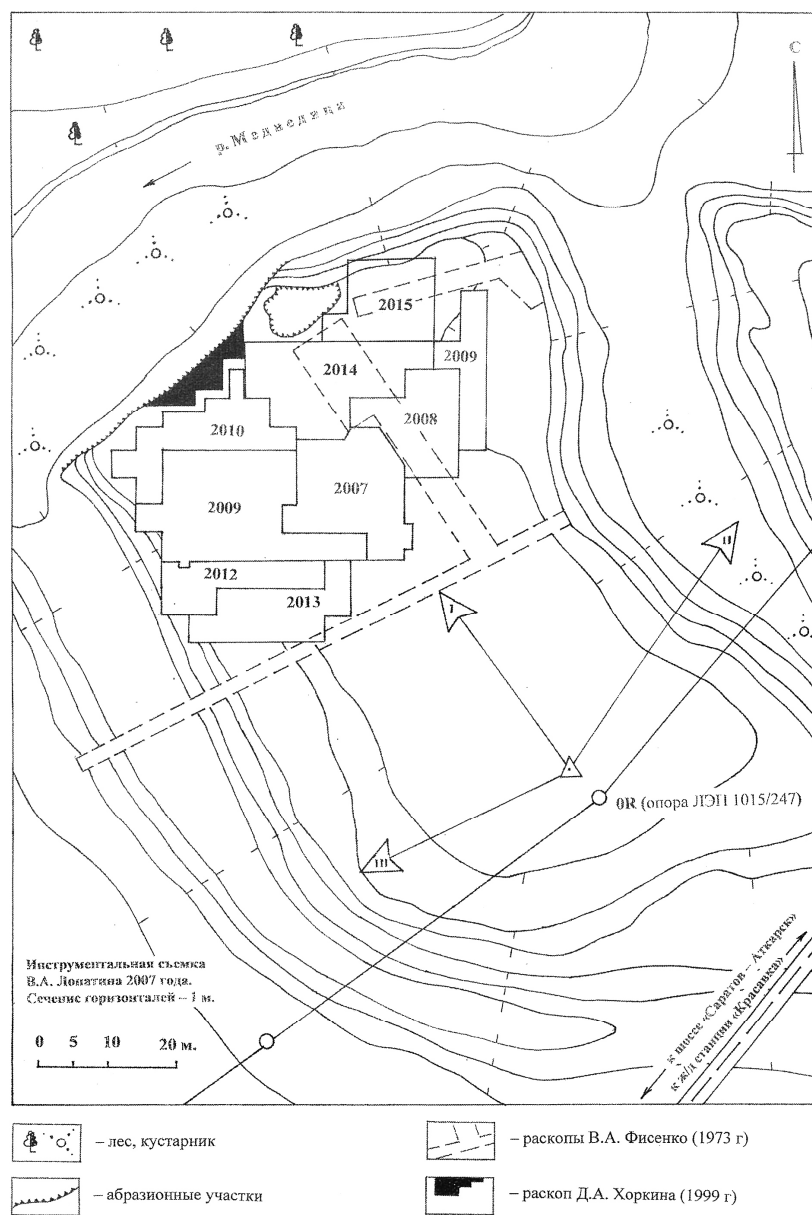 С
р. Медведица
2015
2014
2009
2008
2010
2007
2009
2012
2013
I
II
III
0R (опора ЛЭП 1015/247)
Инструментальная съемка
В.А. Лопатина 2007 года.
Сечение горизонталей – 1 м.
0 5 10 20 м.
к шоссе «Саратов – Аткарск»
к ж/д станции «Красавка»
– лес, кустарник
– раскопы В.А. Фисенко (1973 г)
– абразионные участки
– раскоп Д.А. Хоркина (1999 г)